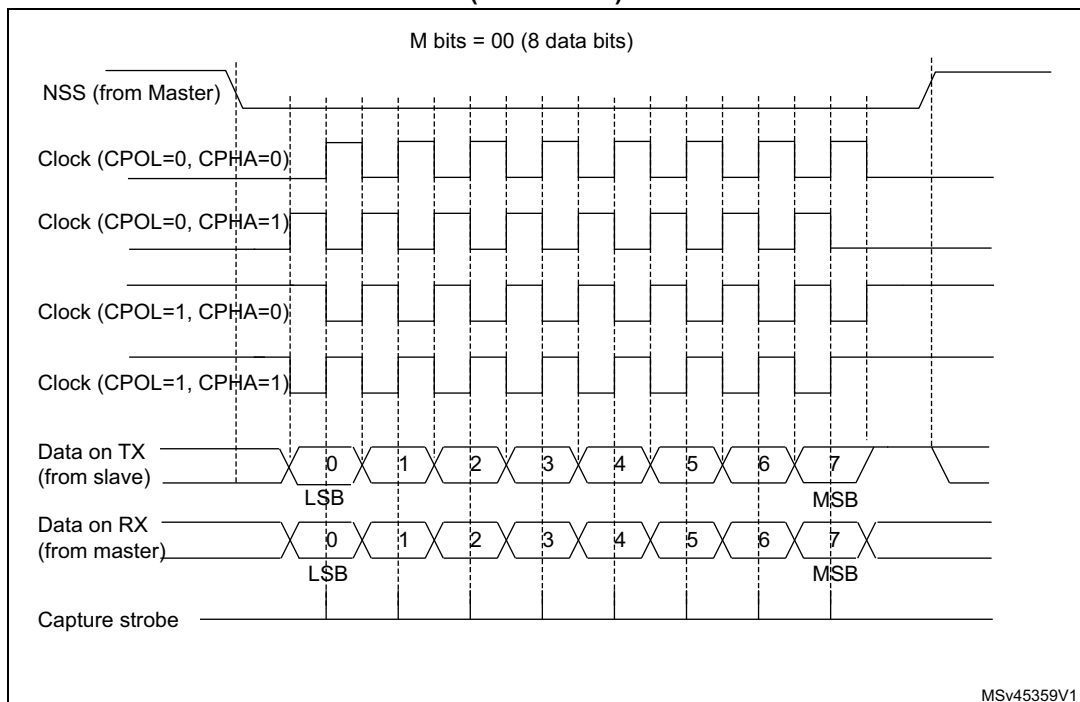 M bits = 00 (8 data bits)
NSS (from Master)
Clock (CPOL=0, CPHA=0)
Clock (CPOL=0, CPHA=1)
Clock (CPOL=1, CPHA=0)
Clock (CPOL=1, CPHA=1)
Data on TX
(from slave)
0 1 2 3 4 5 6 7
LSB MSB
Data on RX
(from master)
0 1 2 3 4 5 6 7
LSB MSB
Capture strobe
MSv45359V1